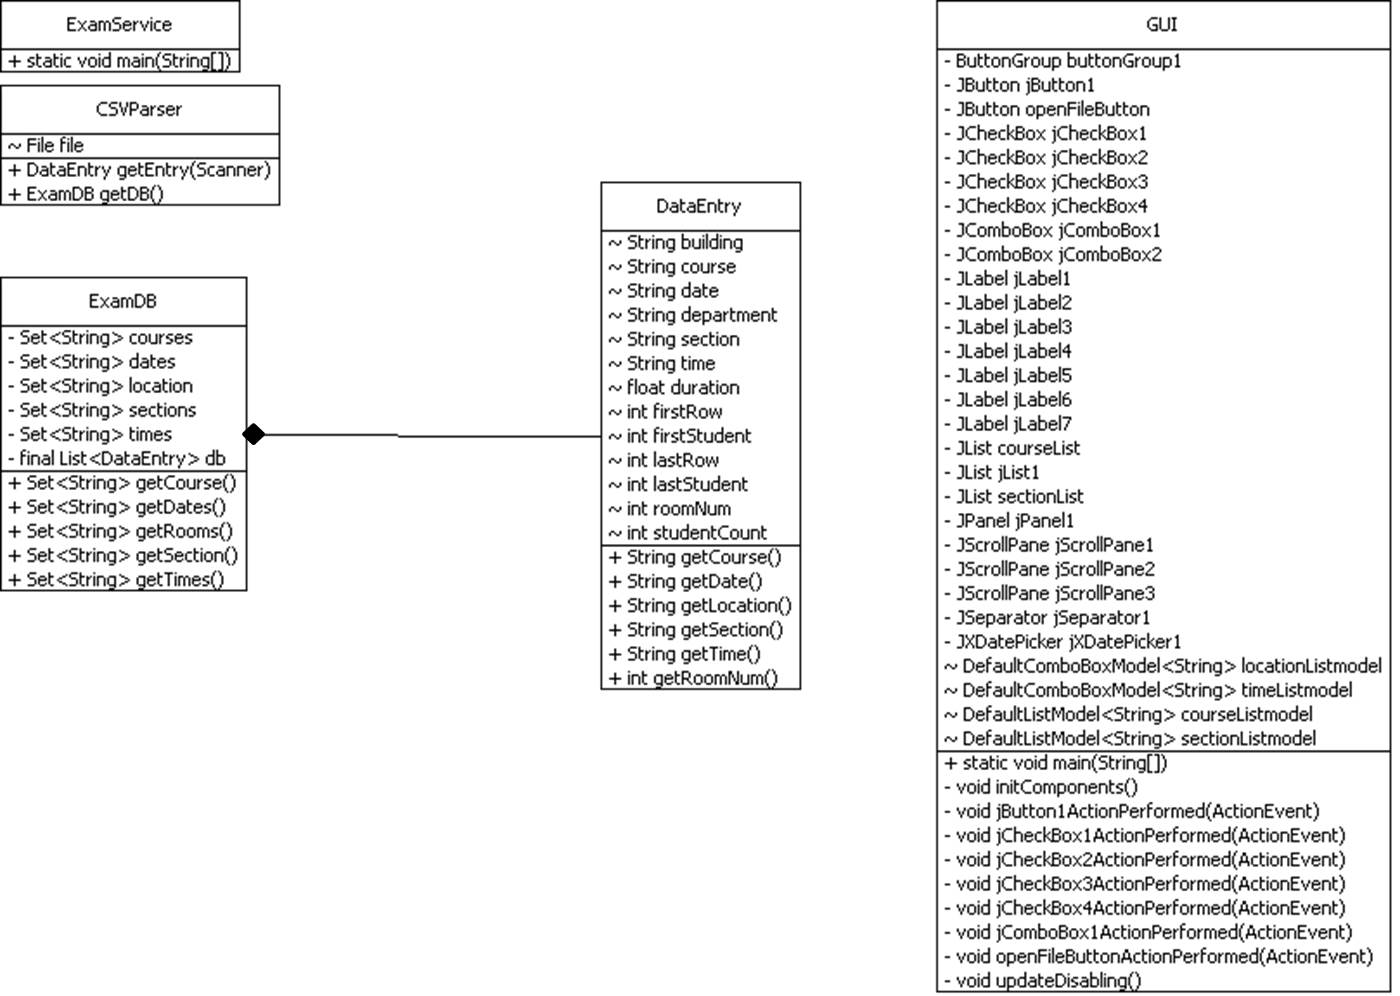 ExamService
+ static void main(String[])
CSVParser
~ File file
+ DataEntry getEntry(Scanner)
+ ExamDB getDB()
ExamDB
- Set<String> courses
- Set<String> dates
- Set<String> location
- Set<String> sections
- Set<String> times
- final List<DataEntry> db
+ Set<String> getCourse()
+ Set<String> getDates()
+ Set<String> getRooms()
+ Set<String> getSection()
+ Set<String> getTimes()
DataEntry
~ String building
~ String course
~ String date
~ String department
~ String section
~ String time
~ float duration
~ int firstRow
~ int firstStudent
~ int lastRow
~ int lastStudent
~ int roomNum
~ int studentCount
+ String getCourse()
+ String getDate()
+ String getLocation()
+ String getSection()
+ String getTime()
+ int getRoomNum()
GUI
- ButtonGroup buttonGroup1
- JButton jButton1
- JButton openFileButton
- JCheckBox jCheckBox1
- JCheckBox jCheckBox2
- JCheckBox jCheckBox3
- JCheckBox jCheckBox4
- JComboBox jComboBox1
- JComboBox jComboBox2
- JLabel jLabel1
- JLabel jLabel2
- JLabel jLabel3
- JLabel jLabel4
- JLabel jLabel5
- JLabel jLabel6
- JLabel jLabel7
- JList courseList
- JList jList1
- JList sectionList
- JPanel jPanel1
- JScrollPane jScrollPane1
- JScrollPane jScrollPane2
- JScrollPane jScrollPane3
- JSeparator jSeparator1
- JXDatePicker jXDatePicker1
~ DefaultComboBoxModel<String> locationListmodel
~ DefaultComboBoxModel<String> timeListmodel
~ DefaultListModel<String> courseListmodel
~ DefaultListModel<String> sectionListmodel
+ static void main(String[])
- void initComponents()
- void jButton1ActionPerformed(ActionEvent)
- void jCheckBox1ActionPerformed(ActionEvent)
- void jCheckBox2ActionPerformed(ActionEvent)
- void jCheckBox3ActionPerformed(ActionEvent)
- void jCheckBox4ActionPerformed(ActionEvent)
- void jComboBox1ActionPerformed(ActionEvent)
- void openFileButtonActionPerformed(ActionEvent)
- void updateDisabling()